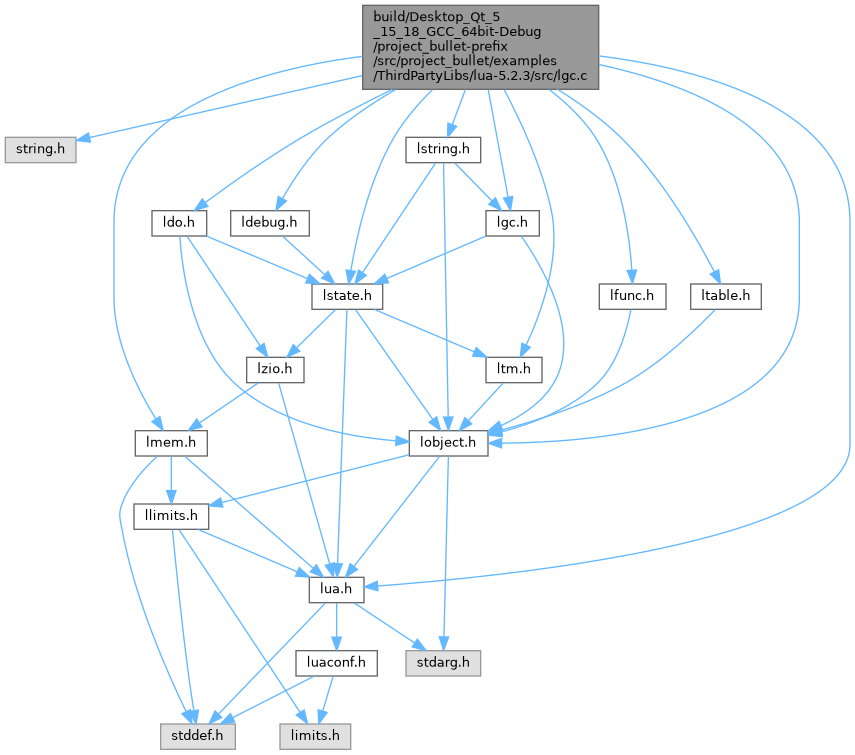 build/Desktop_Qt_5
_15_18_GCC_64bit-Debug
/project_bullet-prefix
/src/project_bullet/examples
/ThirdPartyLibs/lua-5.2.3/src/lgc.c
string.h
lstring.h
ldo.h
ldebug.h
lgc.h
lstate.h
lfunc.h
ltable.h
lzio.h
ltm.h
lmem.h
lobject.h
llimits.h
lua.h
luaconf.h
stdarg.h
stddef.h
limits.h